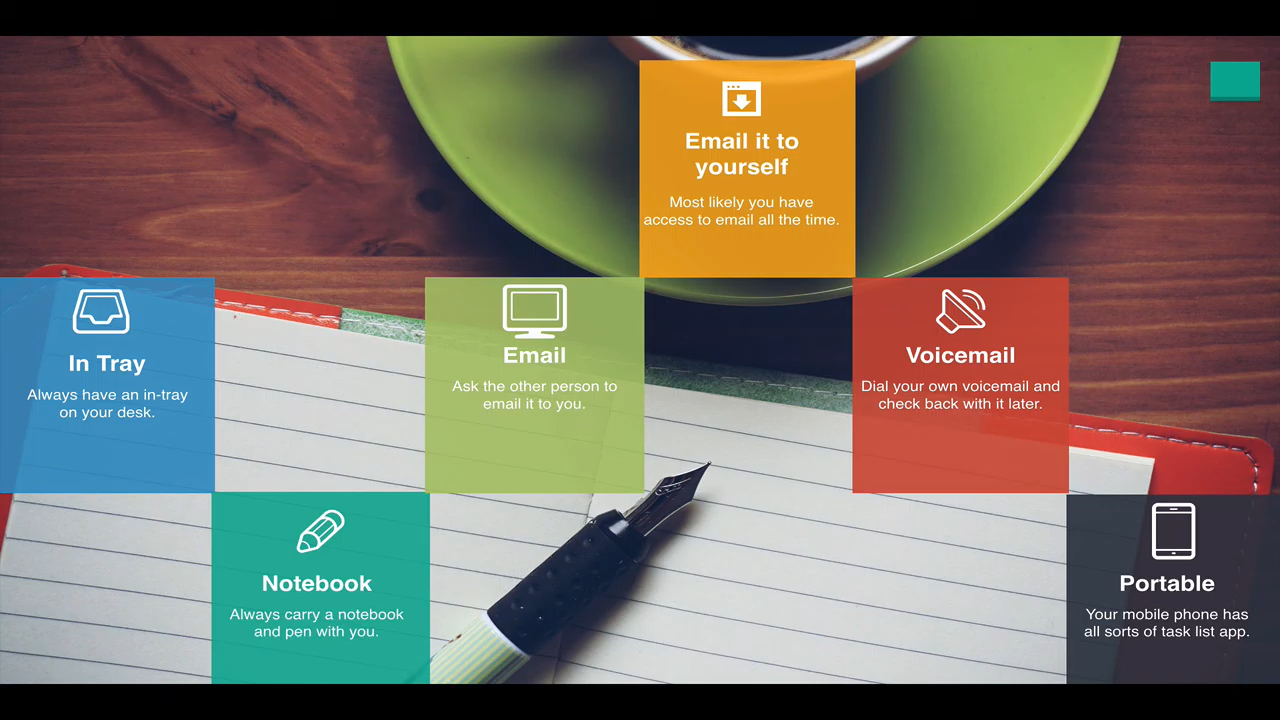 Email it to
yourself
Most likely you have
access to email all the time.
In Tray
Always have an in-tray
on your desk.
Email
Ask the other person to
email it to you.
Voicemail
Dial your own voicemail and
check back with it later.
Notebook
Always carry a notebook
and pen with you.
Portable
Your mobile phone has
all sorts of task list app.